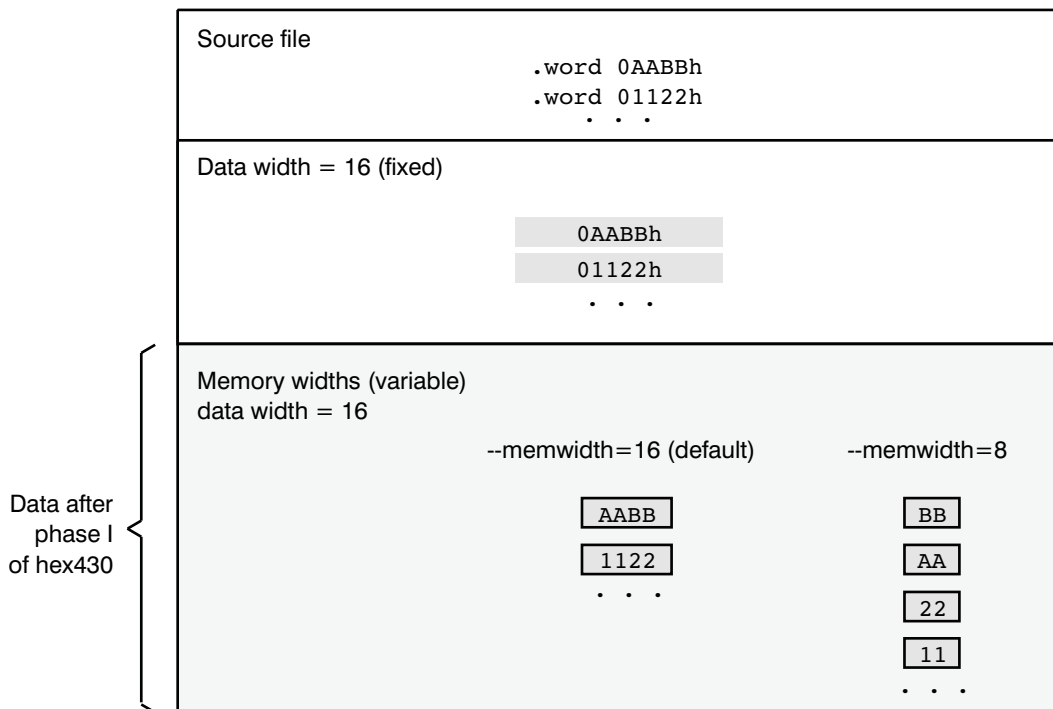 Source file
.word 0AABBh
.word 01122h
. . .
Data width = 16 (fixed)
0AABBh
01122h
. . .
Memory widths (variable)
data width = 16
--memwidth=16 (default) --memwidth=8
Data after
phase I
of hex430
AABB
1122
. . .
BB
AA
22
11
. . .